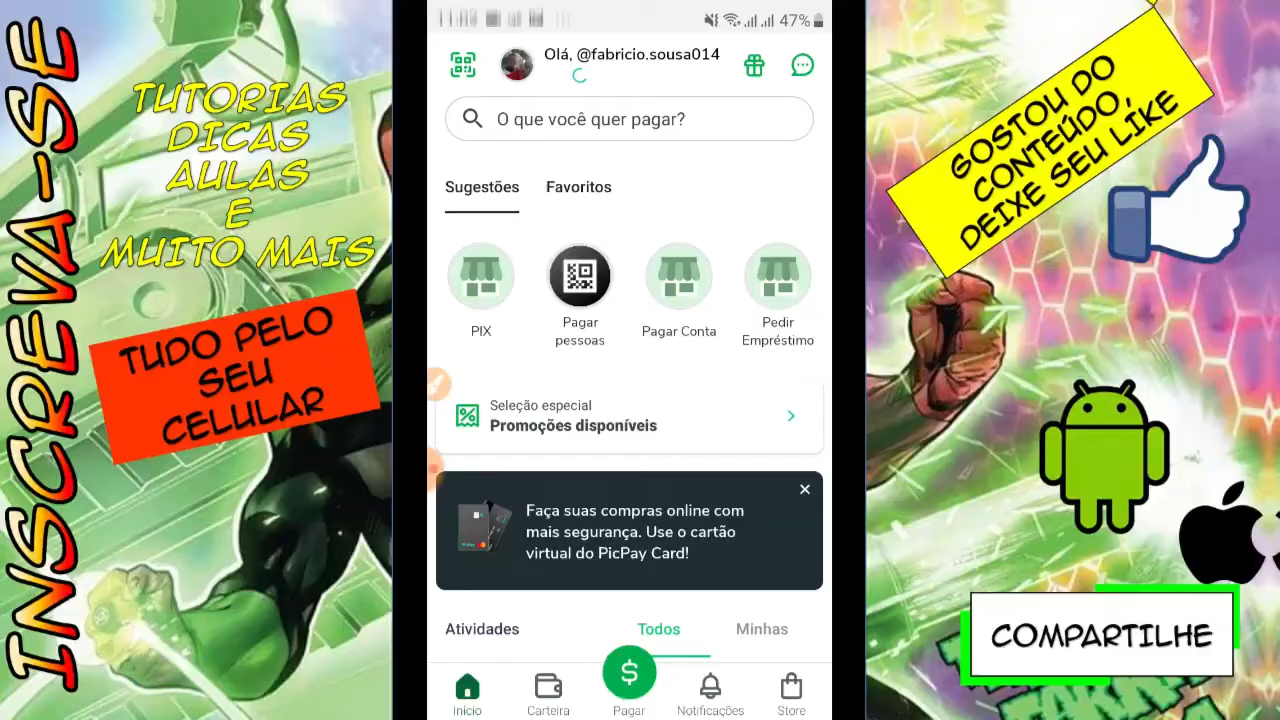 INSCREVA-SE
TUTORIAS
DICAS
AULAS
E
MUITO MAIS
TUDO PELO
SEU
CELULAR
47%
Olá, @fabricio.sousa014
O que você quer pagar?
Sugestões
Favoritos
PIX
Pagar
pessoas
Pagar Conta
Pedir
Empréstimo
Seleção especial
Promoções disponíveis
Faça suas compras online com
mais segurança. Use o cartão
virtual do PicPay Card!
Atividades
Todos
Minhas
Início
Carteira
Pagar
Notificações
Store
GOSTOU DO
CONTEÚDO,
DEIXE SEU LÍKE
COMPARTILHE